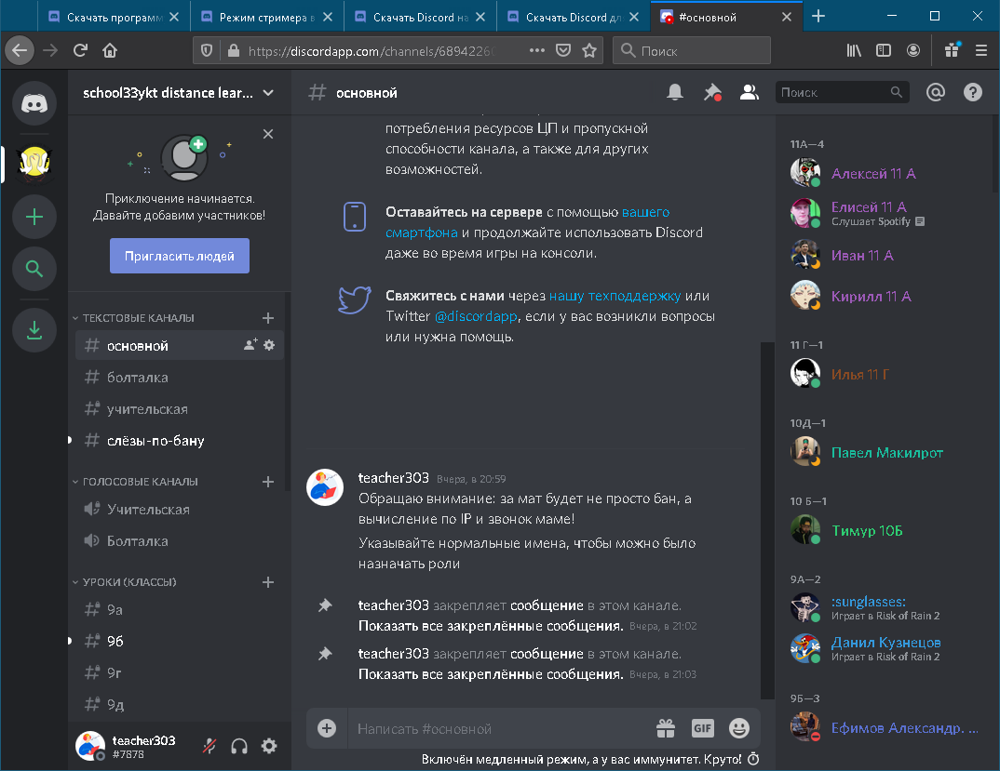 Скачать программ
Режим стримера в
Скачать Discord на
Скачать Discord дл
#основной
https://discordapp.com/channels/68942260
Поиск
school33ykt distance lear...
основной
Поиск
Приключение начинается.
Давайте добавим участников!
Пригласить людей
ТЕКСТОВЫЕ КАНАЛЫ
основной
болталка
учительская
слёзы-по-бану
ГОЛОСОВЫЕ КАНАЛЫ
Учительская
Болталка
УРОКИ (КЛАССЫ)
9а
9б
9г
9д
teacher303
#7878
потребления ресурсов ЦП и пропускной
способности канала, а также для других
возможностей.
Оставайтесь на сервере с помощью вашего
смартфона и продолжайте использовать Discord
даже во время игры на консоли.
Свяжитесь с нами через нашу техподдержку или
Twitter @discordapp, если у вас возникли вопросы
или нужна помощь.
teacher303 Вчера, в 20:59
Обращаю внимание: за мат будет не просто бан, а
вычисление по IP и звонок маме!
Указывайте нормальные имена, чтобы можно было
назначать роли
teacher303 закрепляет сообщение в этом канале.
Показать все закреплённые сообщения. Вчера, в 21:02
teacher303 закрепляет сообщение в этом канале.
Показать все закреплённые сообщения. Вчера, в 21:03
Написать #основной
GIF
Включён медленный режим, а у вас иммунитет. Круто!
11А—4
Алексей 11 А
Елисей 11 А
Слушает Spotify
Иван 11 А
Кирилл 11 А
11 Г—1
Илья 11 Г
10Д—1
Павел Макилрот
10 Б—1
Тимур 10Б
9А—2
:sunglasses:
Играет в Risk of Rain 2
Данил Кузнецов
Играет в Risk of Rain 2
9Б—3
Ефимов Александр. ...